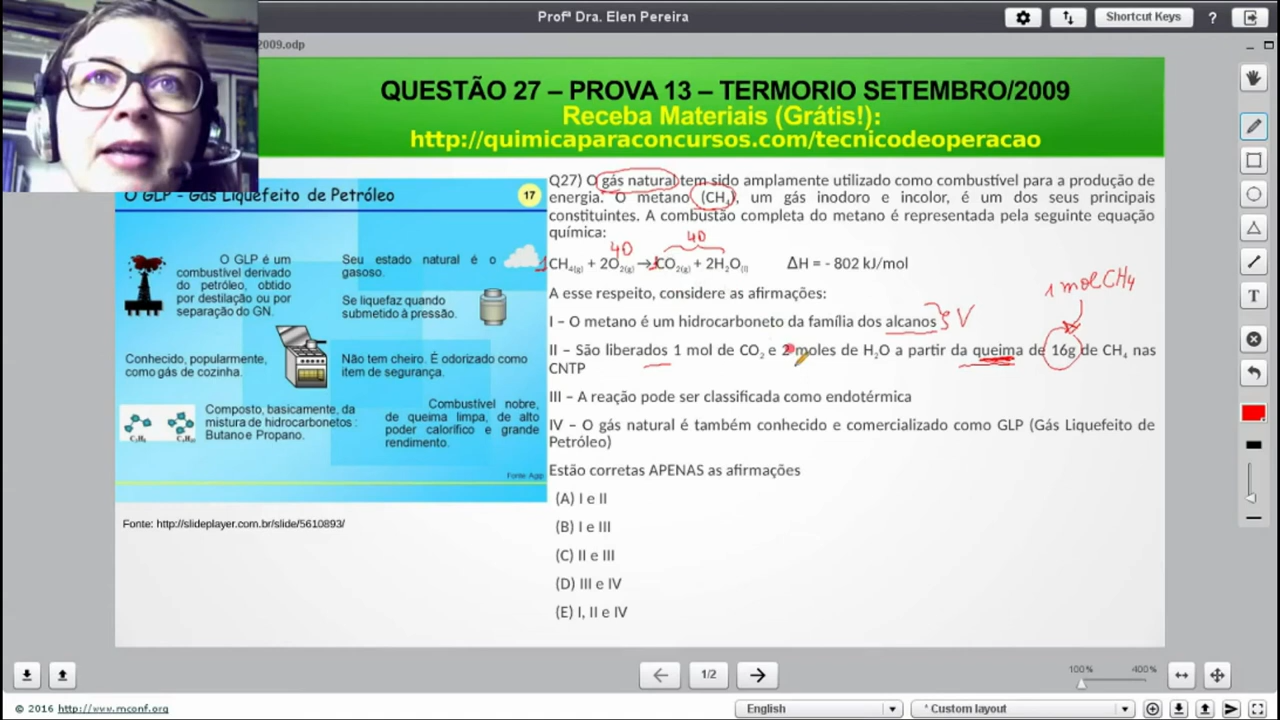 Profª Dra. Elen Pereira
Shortcut Keys
?
2009.odp
QUESTÃO 27 – PROVA 13 – TERMORIO SETEMBRO/2009
Receba Materiais (Grátis!):
http://quimicaparaconcursos.com/tecnicodeoperacao
O GLP - Gás Liquefeito de Petróleo
17
O GLP é um
combustível derivado
do petróleo, obtido
por destilação ou por
separação do GN.
Seu estado natural é o
gasoso.
Se liquefaz quando
submetido à pressão.
Conhecido, popularmente,
como gás de cozinha.
Não tem cheiro. É odorizado como
item de segurança.
Composto, basicamente, da
mistura de hidrocarbonetos :
Butano e Propano.
Combustível nobre,
de queima limpa, de alto
poder calorífico e grande
rendimento.
Fonte: http://slideplayer.com.br/slide/5610893/
Q27) O gás natural tem sido amplamente utilizado como combustível para a produção de
energia. O metano (CH₄), um gás inodoro e incolor, é um dos seus principais
constituintes. A combustão completa do metano é representada pela seguinte equação
química:
4O 4O
1CH₄(g) + 2O₂(g) → 1CO₂(g) + 2H₂O(l) ΔH = - 802 kJ/mol
1 mol CH4
A esse respeito, considere as afirmações:
I – O metano é um hidrocarboneto da família dos alcanos V
II – São liberados 1 mol de CO₂ e 2 moles de H₂O a partir da queima de 16g de CH₄ nas
CNTP
III – A reação pode ser classificada como endotérmica
IV – O gás natural é também conhecido e comercializado como GLP (Gás Liquefeito de
Petróleo)
Estão corretas APENAS as afirmações
(A) I e II
(B) I e III
(C) II e III
(D) III e IV
(E) I, II e IV
T
1/2
100% 400%
© 2016 http://www.mconf.org
English
* Custom layout